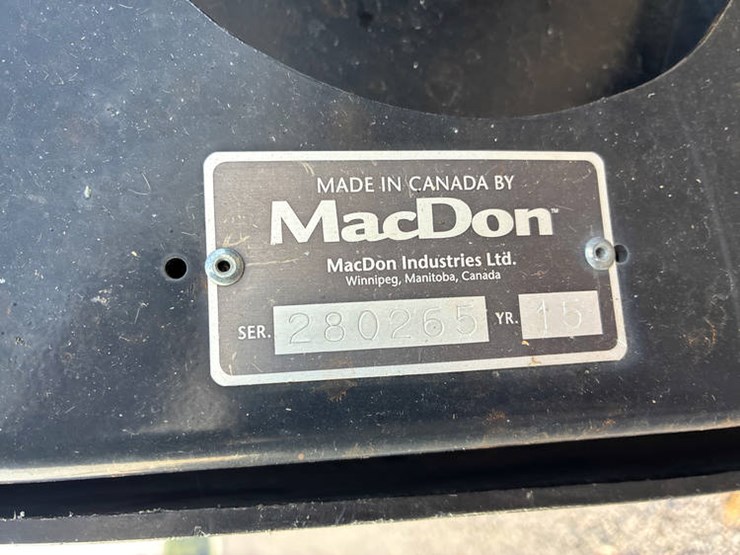 MADE IN CANADA BY
MacDon™
MacDon Industries Ltd.
Winnipeg, Manitoba, Canada
SER. 280265 YR. 15